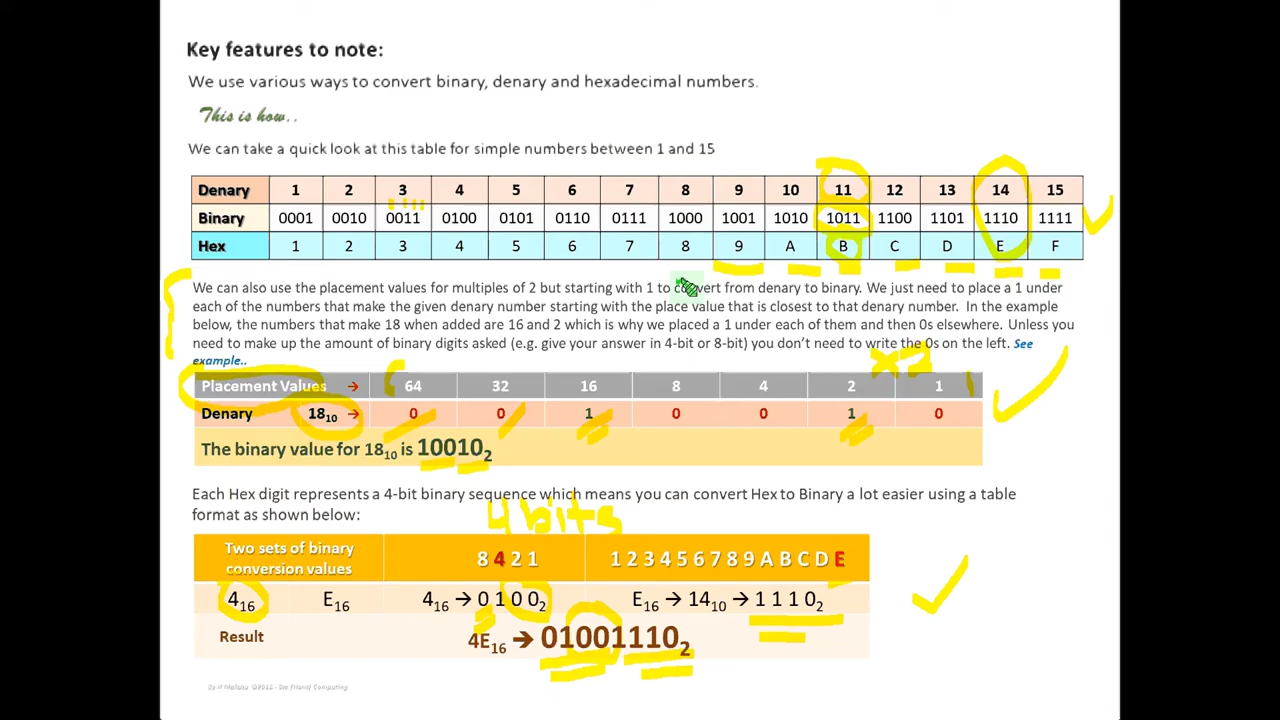 Key features to note:
We use various ways to convert binary, denary and hexadecimal numbers.
This is how..
We can take a quick look at this table for simple numbers between 1 and 15
Denary 1 2 3 4 5 6 7 8 9 10 11 12 13 14 15
Binary 0001 0010 0011 0100 0101 0110 0111 1000 1001 1010 1011 1100 1101 1110 1111
Hex 1 2 3 4 5 6 7 8 9 A B C D E F
We can also use the placement values for multiples of 2 but starting with 1 to convert from denary to binary. We just need to place a 1 under
each of the numbers that make the given denary number starting with the place value that is closest to that denary number. In the example
below, the numbers that make 18 when added are 16 and 2 which is why we placed a 1 under each of them and then 0s elsewhere. Unless you
need to make up the amount of binary digits asked (e.g. give your answer in 4-bit or 8-bit) you don't need to write the 0s on the left. See
example..
x2
Placement Values → 64 32 16 8 4 2 1
Denary 18₁₀ → 0 0 1 0 0 1 0
The binary value for 18₁₀ is 10010₂
Each Hex digit represents a 4-bit binary sequence which means you can convert Hex to Binary a lot easier using a table
format as shown below:
4 bits
Two sets of binary
conversion values
8 4 2 1
1 2 3 4 5 6 7 8 9 A B C D E
4₁₆ E₁₆ 4₁₆ → 0 1 0 0₂ E₁₆ → 14₁₀ → 1 1 1 0₂
Result 4E₁₆ → 01001110₂
Computing